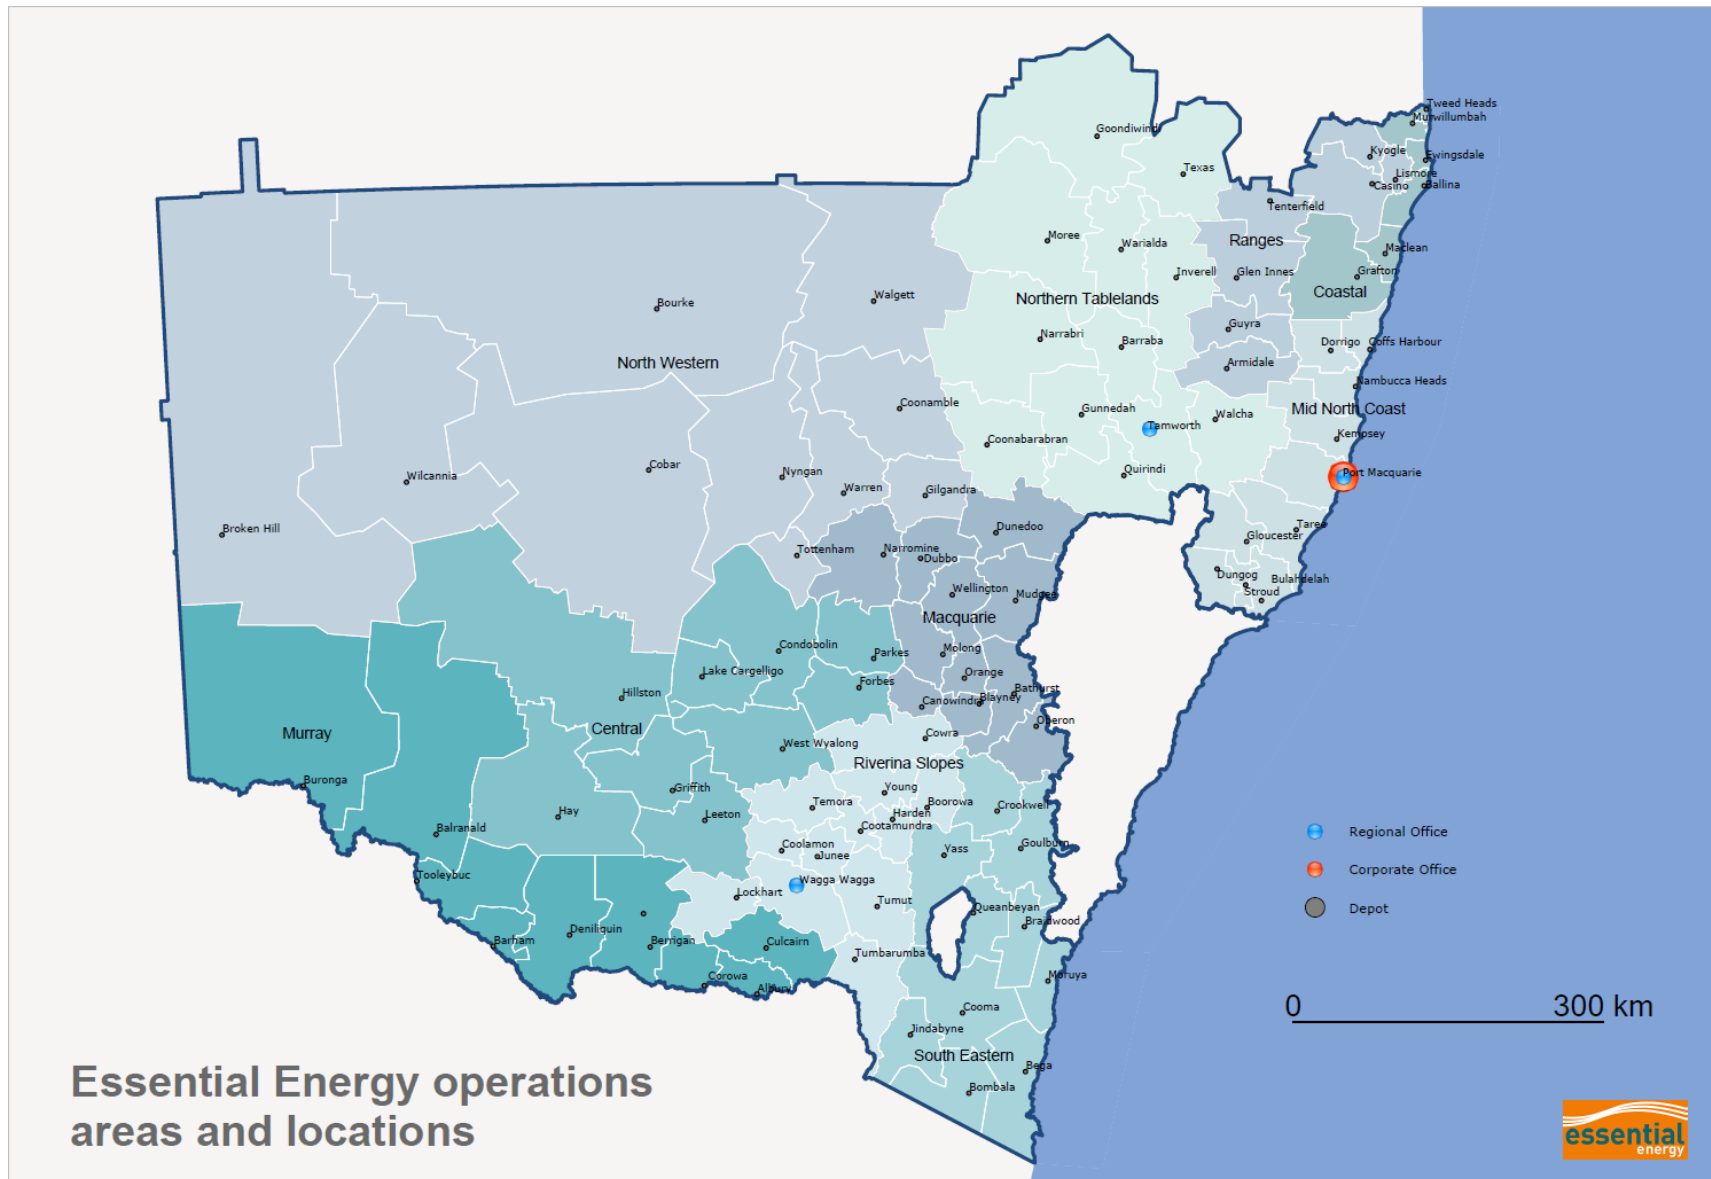 Tweed Heads
Murwillumbah
Goondiwindi
Kyogle
Ewingsdale
Texas
Lismore
Casino
Ballina
Tenterfield
Moree
Warialda
Ranges
Maclean
Inverell
Glen Innes
Grafton
Coastal
Walgett
Northern Tablelands
Bourke
Guyra
Narrabri
Barraba
Dorrigo
Coffs Harbour
North Western
Armidale
Nambucca Heads
Coonamble
Gunnedah
Mid North Coast
Walcha
Tamworth
Coonabarabran
Kempsey
Cobar
Wilcannia
Nyngan
Quirindi
Port Macquarie
Warren
Gilgandra
Broken Hill
Dunedoo
Taree
Gloucester
Tottenham
Narromine
Dubbo
Dungog
Bulahdelah
Stroud
Wellington
Mudgee
Macquarie
Condobolin
Parkes
Molong
Lake Cargelligo
Orange
Forbes
Hillston
Bathurst
Canowindra
Blayney
Oberon
Murray
Central
Cowra
West Wyalong
Riverina Slopes
Buronga
Griffith
Young
Temora
Boorowa
Crookwell
Hay
Leeton
Harden
Cootamundra
Balranald
Regional Office
Coolamon
Junee
Yass
Goulburn
Tooleybuc
Wagga Wagga
Lockhart
Corporate Office
Tumut
Queanbeyan
Depot
Braidwood
Deniliquin
Barham
Berrigan
Culcairn
Tumbarumba
Corowa
Moruya
Albury
Cooma
0 300 km
Jindabyne
South Eastern
Bega
Bombala
Essential Energy operations
areas and locations
essential
energy